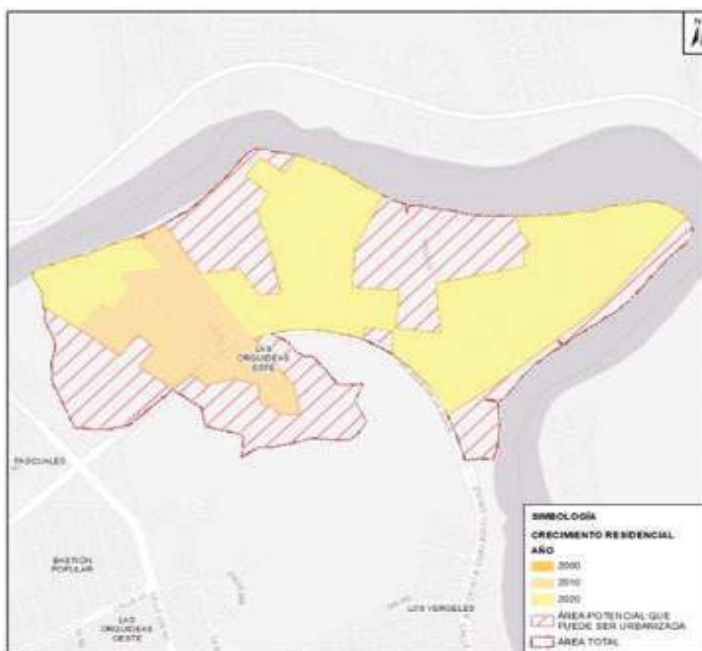 N
LAS
ORQUIDEAS
ESTE
PASCUALES
BASTION
POPULAR
LAS
ORQUIDEAS
OESTE
LOS VERGELES
SIMBOLOGÍA
CRECIMIENTO RESIDENCIAL
AÑO
2000
2010
2020
ÁREA POTENCIAL QUE
PUEDE SER URBANIZADA
ÁREA TOTAL